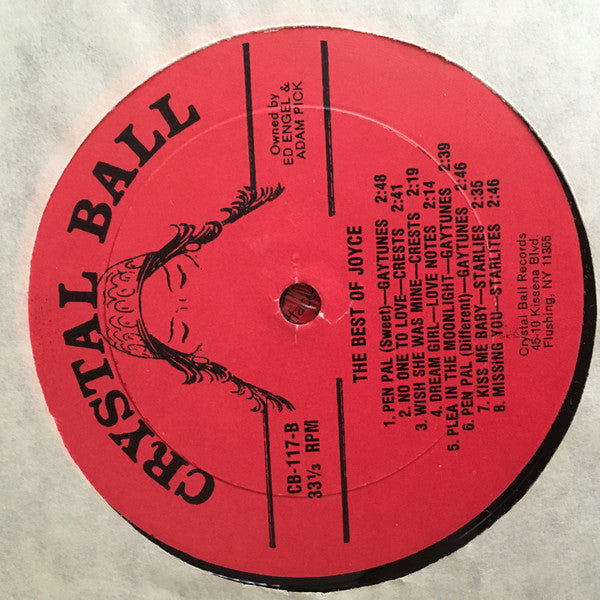 CRYSTAL BALL
Owned by
ED ENGEL &
ADAM PICK
CB-117-B
33⅓ RPM
THE BEST OF JOYCE
1. PEN PAL (Sweet)—GAYTUNES 2:48
2. NO ONE TO LOVE—CRESTS 2:41
3. WISH SHE WAS MINE—CRESTS 2:19
4. DREAM GIRL—LOVE NOTES 2:14
5. PLEA IN THE MOONLIGHT—GAYTUNES 2:39
6. PEN PAL (Different)—GAYTUNES 2:46
7. KISS ME BABY—STARLIES 2:35
8. MISSING YOU—STARLITES 2:46
Crystal Ball Records
45-10 Kissena Blvd.
Flushing, NY 11355